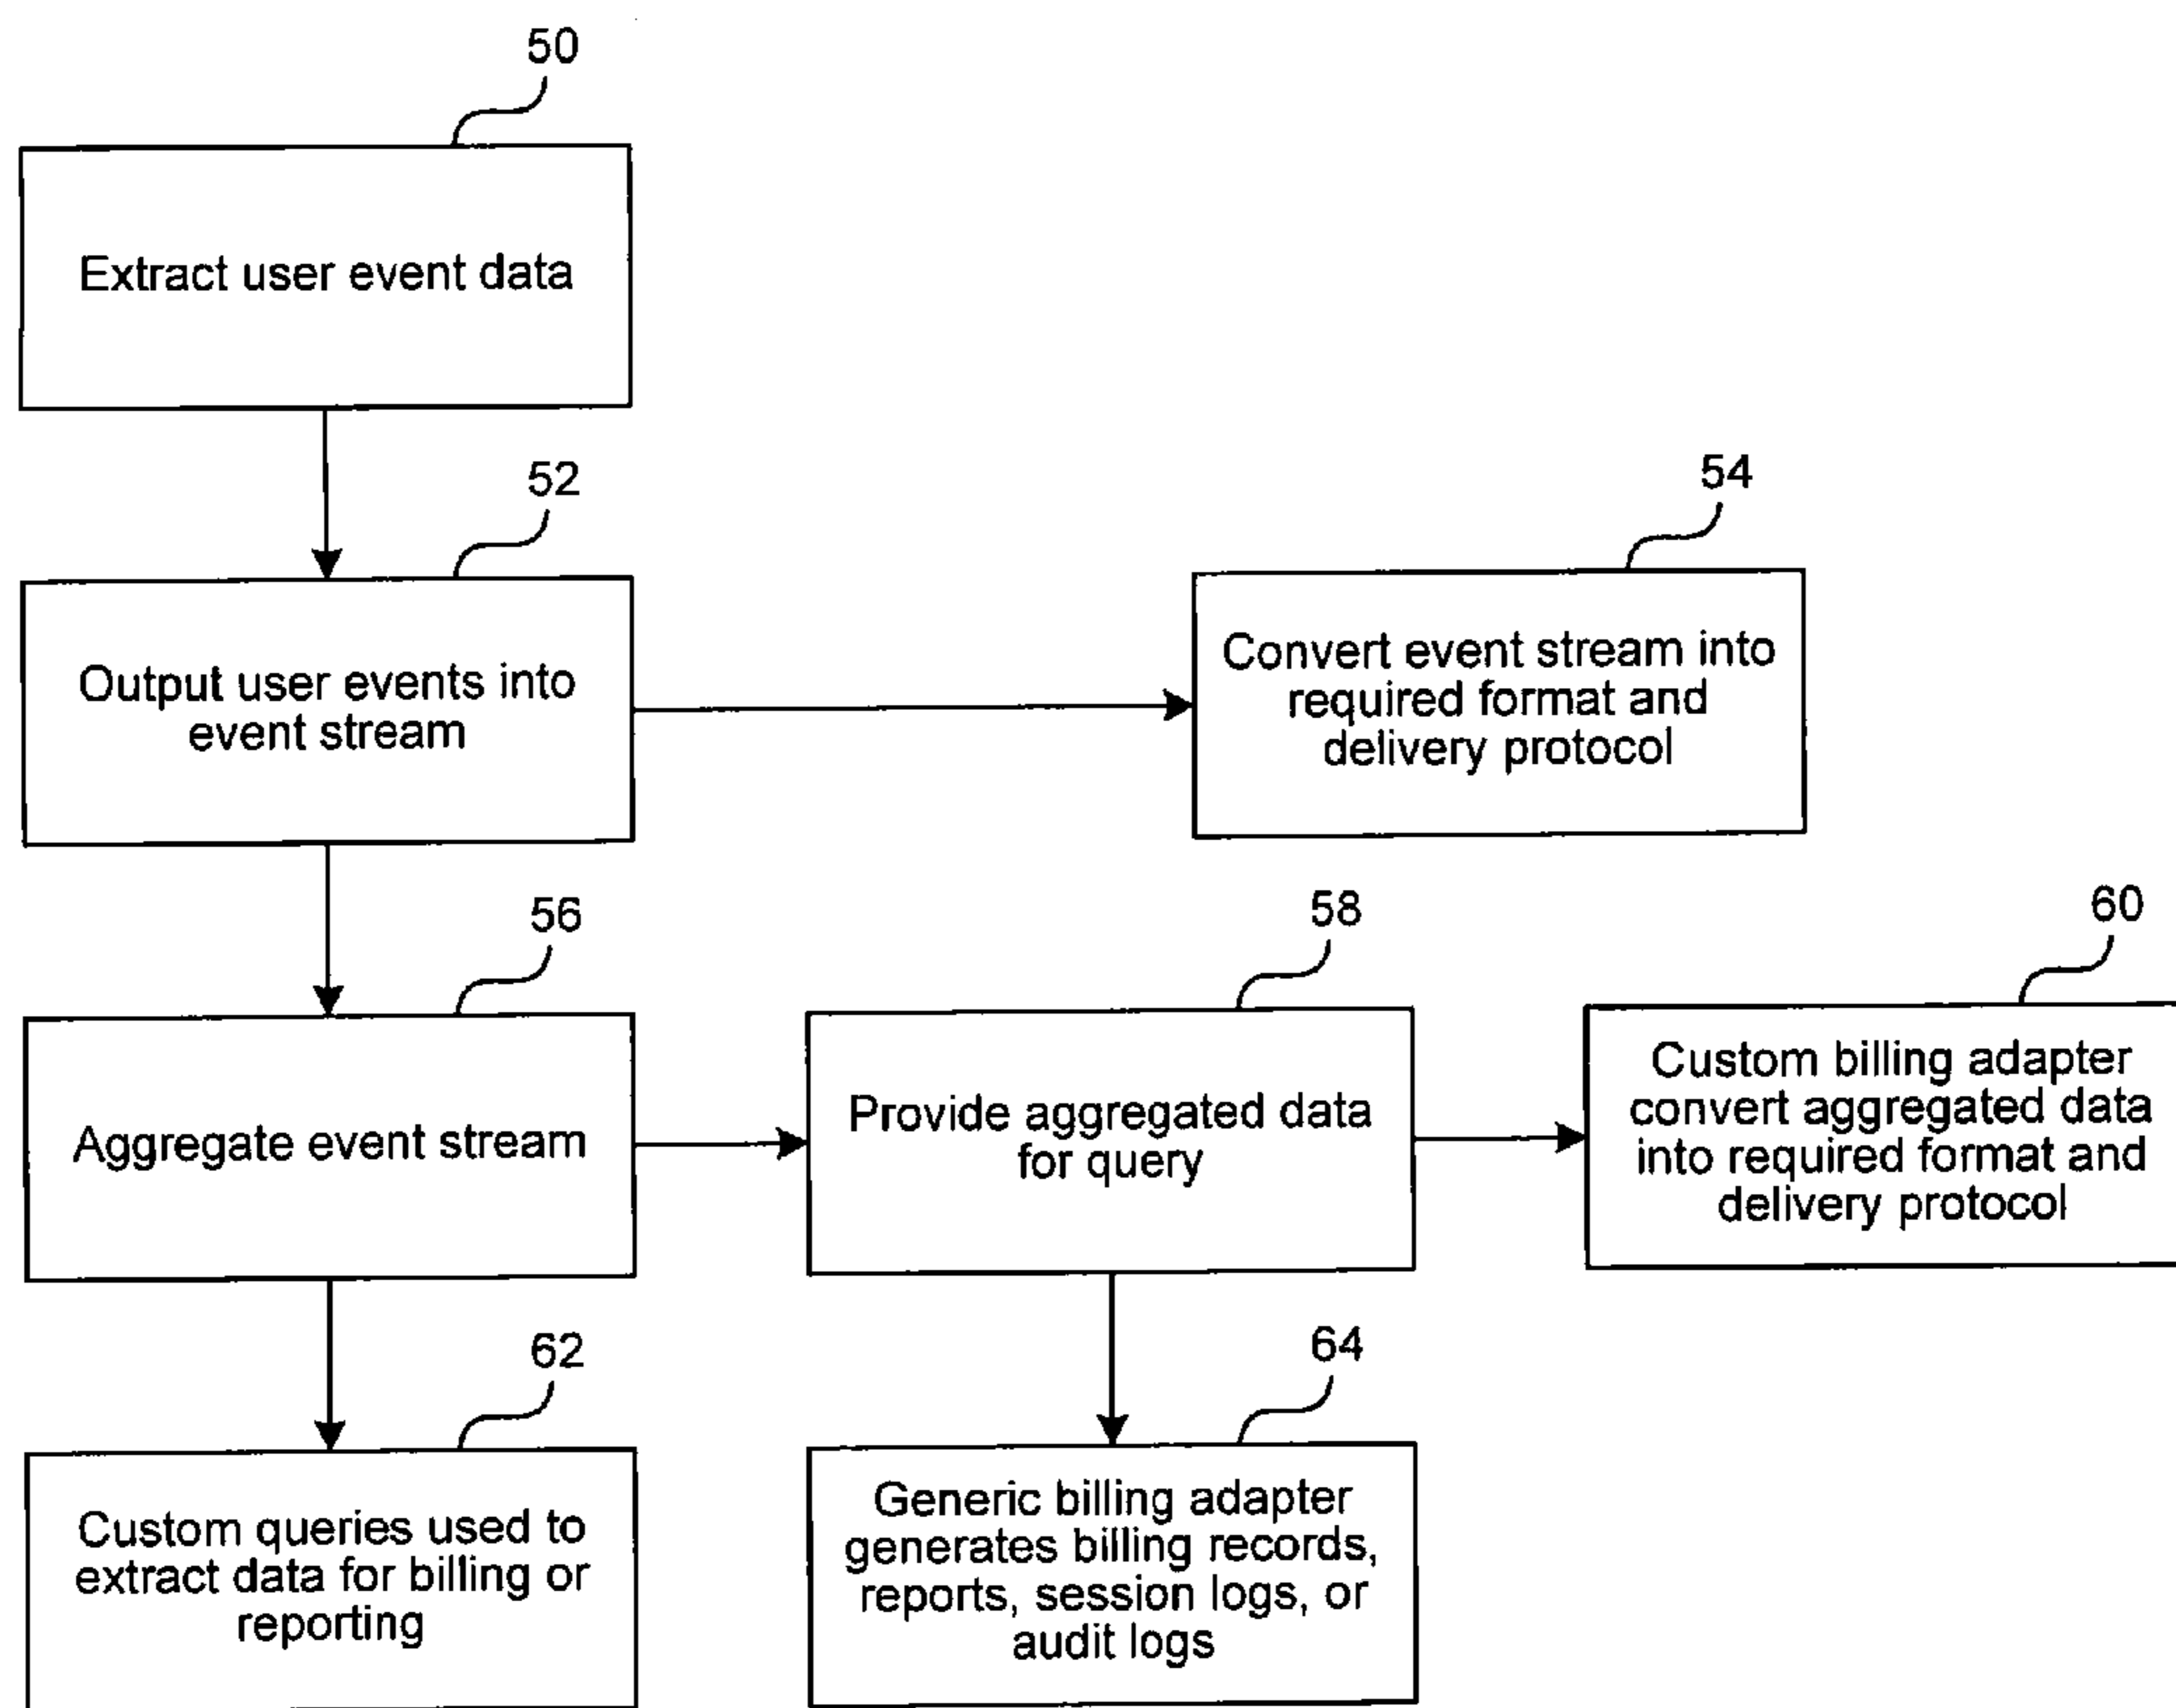 50
Extract user event data
52
Output user events into
event stream
54
Convert event stream into
required format and
delivery protocol
56
Aggregate event stream
58
Provide aggregated data
for query
60
Custom billing adapter
convert aggregated data
into required format and
delivery protocol
62
Custom queries used to
extract data for billing or
reporting
64
Generic billing adapter
generates billing records,
reports, session logs, or
audit logs